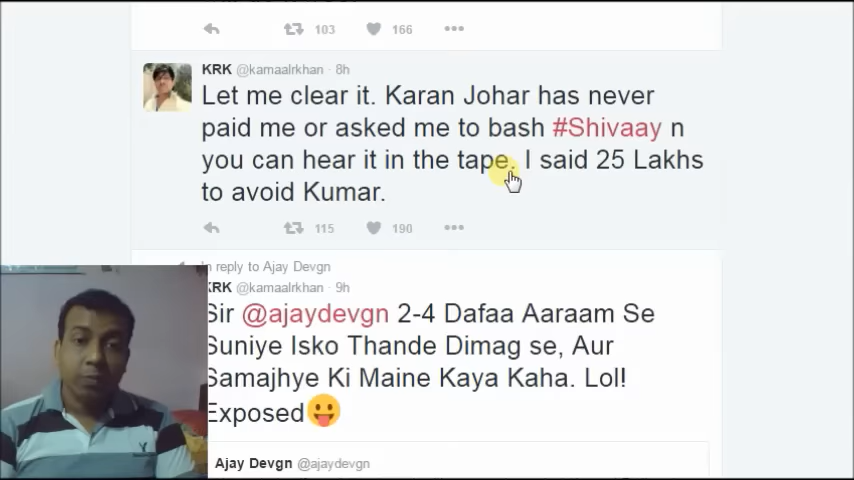 103 166
KRK @kamaalrkhan · 8h
Let me clear it. Karan Johar has never
paid me or asked me to bash #Shivaay n
you can hear it in the tape. I said 25 Lakhs
to avoid Kumar.
115 190
n reply to Ajay Devgn
KRK @kamaalrkhan · 9h
Sir @ajaydevgn 2-4 Dafaa Aaraam Se
Suniye Isko Thande Dimag se, Aur
Samajhye Ki Maine Kaya Kaha. Lol!
Exposed😛
Ajay Devgn @ajaydevgn